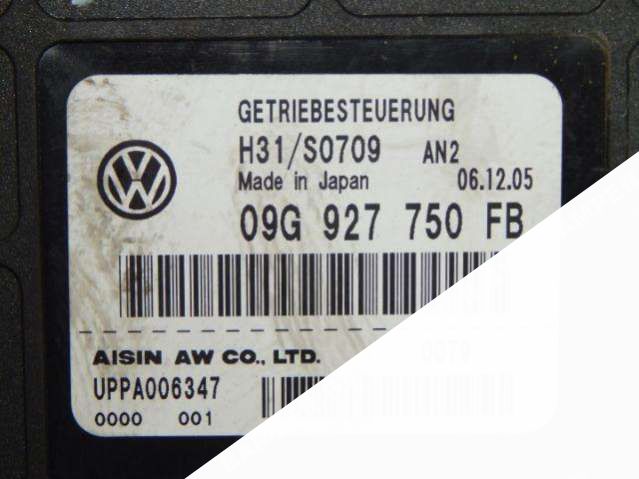 GETRIEBESTEUERUNG
H31/S0709 AN2
Made in Japan 06.12.05
09G 927 750 FB
AISIN AW CO., LTD. 0079
UPPA006347
0000 001